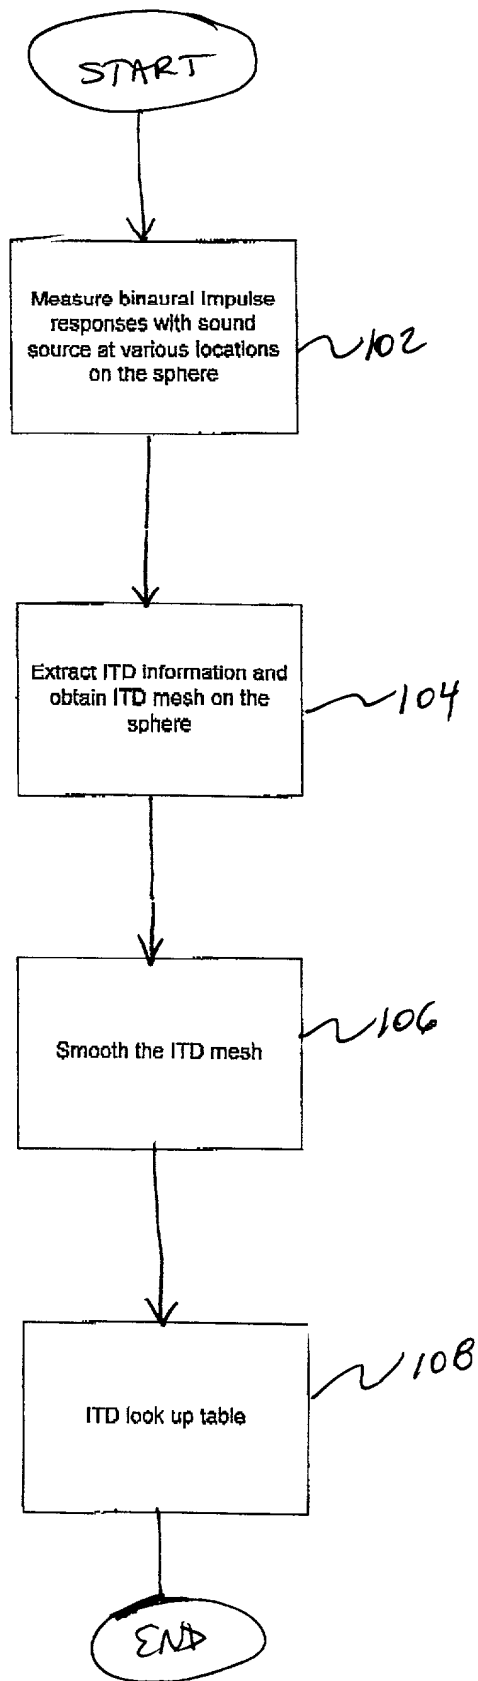 START
Measure binaural impulse
responses with sound
source at various locations
on the sphere
102
Extract ITD information and
obtain ITD mesh on the
sphere
104
Smooth the ITD mesh
106
ITD look up table
108
END